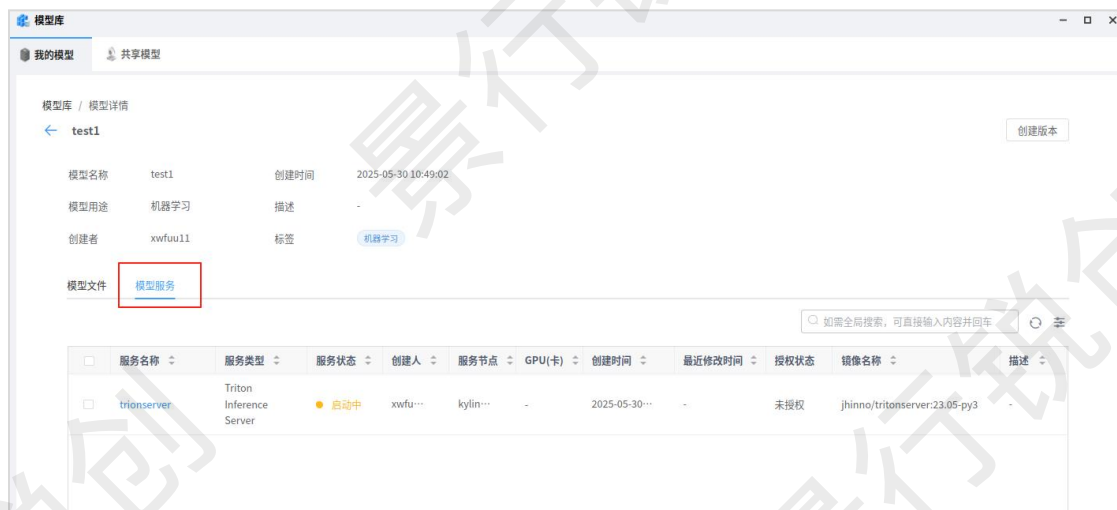 模型库
我的模型 共享模型
模型库 / 模型详情
← test1 创建版本
模型名称 test1 创建时间 2025-05-30 10:49:02
模型用途 机器学习 描述 -
创建者 xwfuu11 标签 机器学习
模型文件 模型服务
如需全局搜索，可直接输入内容并回车
服务名称 服务类型 服务状态 创建人 服务节点 GPU(卡) 创建时间 最近修改时间 授权状态 镜像名称 描述
trionserver Triton Inference Server 启动中 xwfu… kylin… - 2025-05-30… - 未授权 jhinno/tritonserver:23.05-py3 -
景行锐创